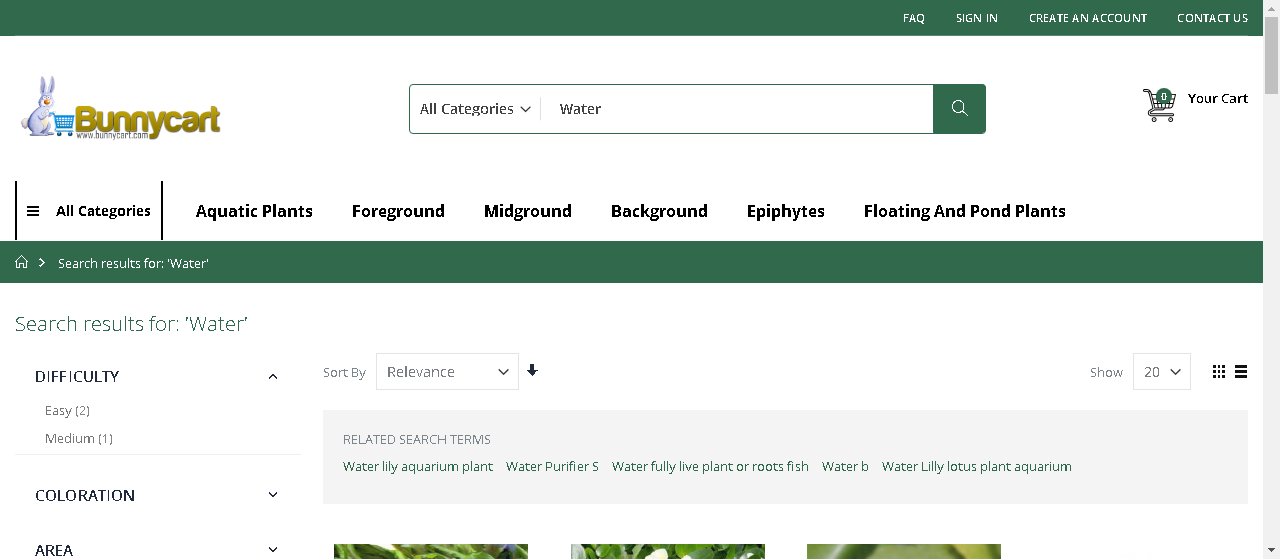 FAQ SIGN IN CREATE AN ACCOUNT CONTACT US
Bunnycart
www.bunnycart.com
All Categories Water
0 Your Cart
All Categories Aquatic Plants Foreground Midground Background Epiphytes Floating And Pond Plants
Search results for: 'Water'
Search results for: 'Water'
Sort By Relevance Show 20
DIFFICULTY
Easy (2)
Medium (1)
RELATED SEARCH TERMS
Water lily aquarium plant Water Purifier S Water fully live plant or roots fish Water b Water Lilly lotus plant aquarium
COLORATION
AREA